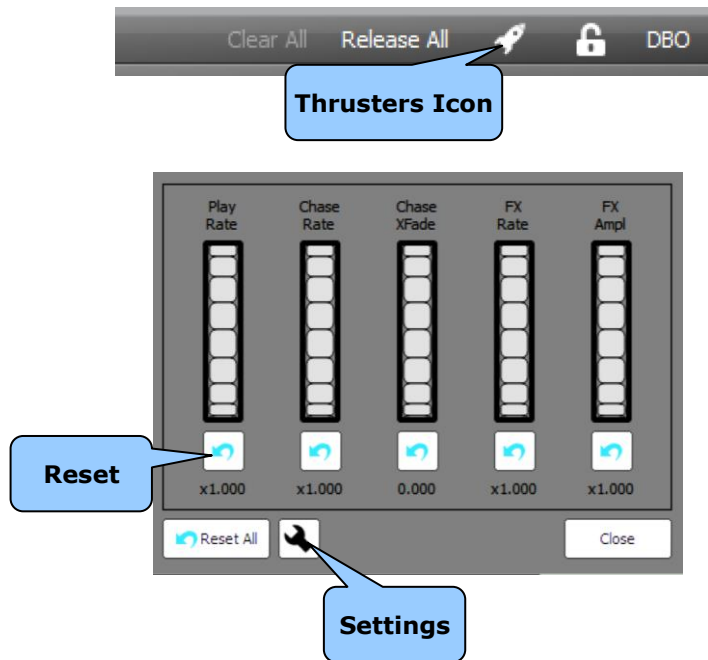 Clear All Release All DBO
Thrusters Icon
Play Rate Chase Rate Chase XFade FX Rate FX Ampl
Reset
x1.000 x1.000 0.000 x1.000 x1.000
Reset All Close
Settings